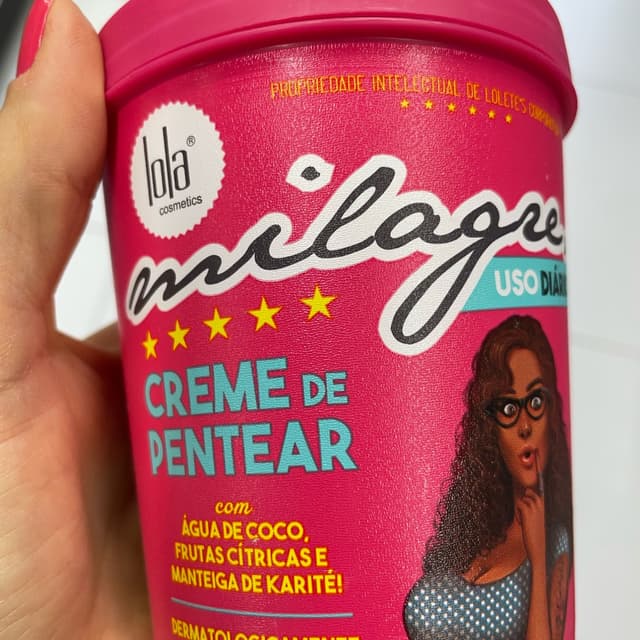 PROPRIEDADE INTELECTUAL DE LOLETES
lola®
cosmetics
milagre
USO
CREME DE
PENTEAR
com
ÁGUA DE COCO,
FRUTAS CÍTRICAS E
MANTEIGA DE KARITÉ!
DERMATOLOGICAMENTE